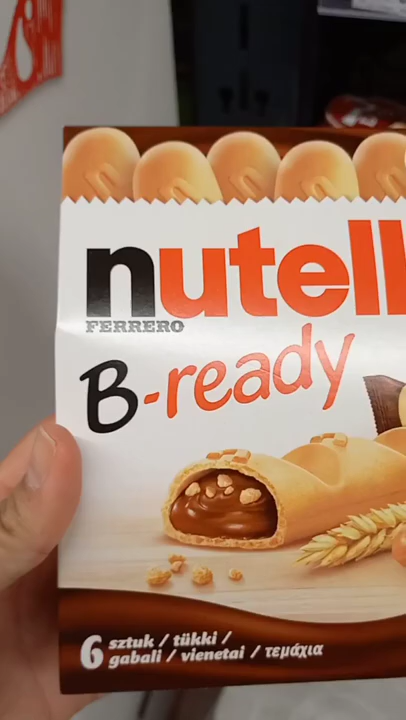 nutell
FERRERO
B-ready
6 sztuk / tükki /
gabali / vienetai / τεμάχια